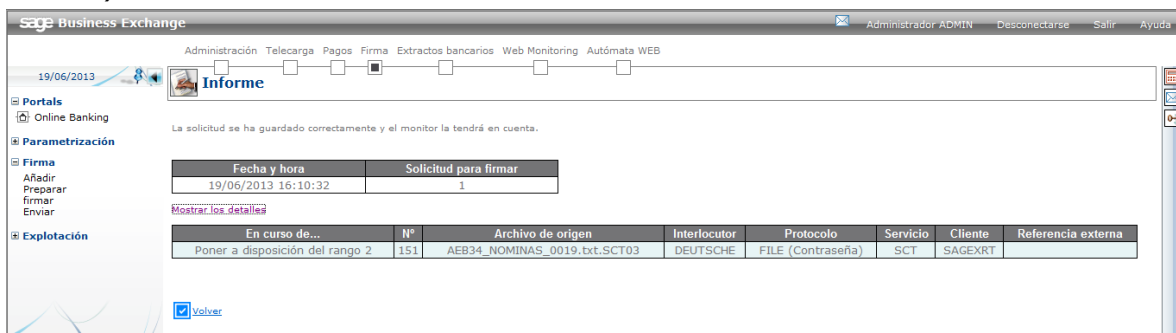 sage Business Exchange
Administrador ADMIN Desconectarse Salir Ayuda
Administración Telecarga Pagos Firma Extractos bancarios Web Monitoring Autómata WEB
19/06/2013
Informe
Portals
Online Banking
Parametrización
Firma
Añadir
Preparar
firmar
Enviar
Explotación
La solicitud se ha guardado correctamente y el monitor la tendrá en cuenta.
Fecha y hora Solicitud para firmar
19/06/2013 16:10:32 1
Mostrar los detalles
En curso de... Nº Archivo de origen Interlocutor Protocolo Servicio Cliente Referencia externa
Poner a disposición del rango 2 151 AEB34_NOMINAS_0019.txt.SCT03 DEUTSCHE FILE (Contraseña) SCT SAGEXRT
Volver